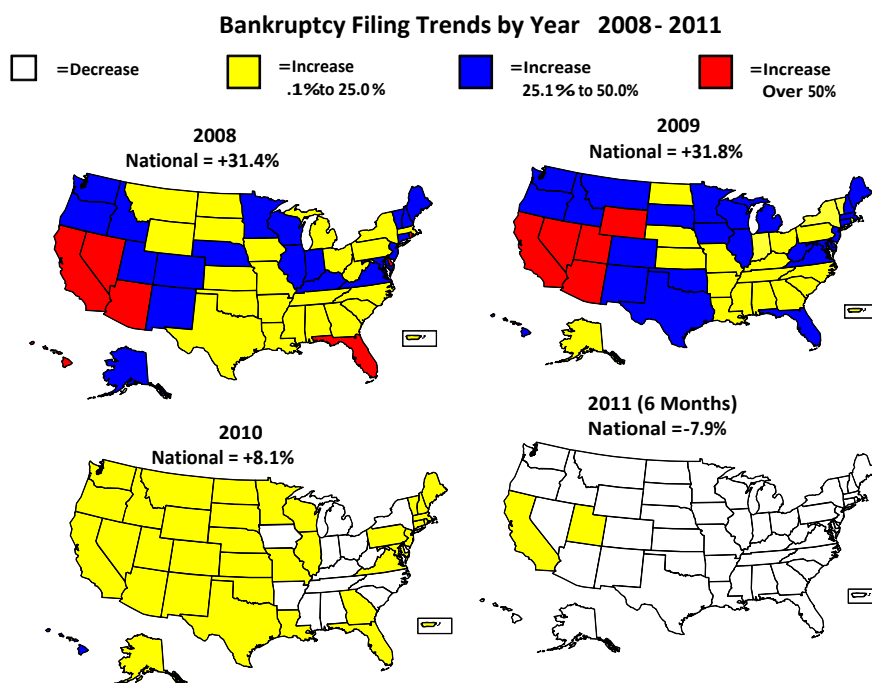 Bankruptcy Filing Trends by Year 2008- 2011
=Decrease
=Increase
.1%to 25.0%
=Increase
25.1% to 50.0%
=Increase
Over 50%
2008
National = +31.4%
2009
National = +31.8%
2010
National = +8.1%
2011 (6 Months)
National =-7.9%